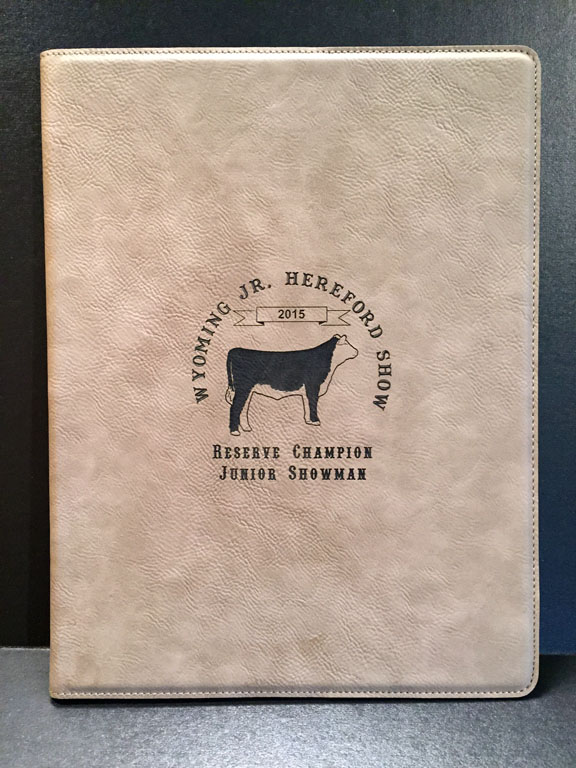 WYOMING JR. HEREFORD SHOW
2015
RESERVE CHAMPION
JUNIOR SHOWMAN